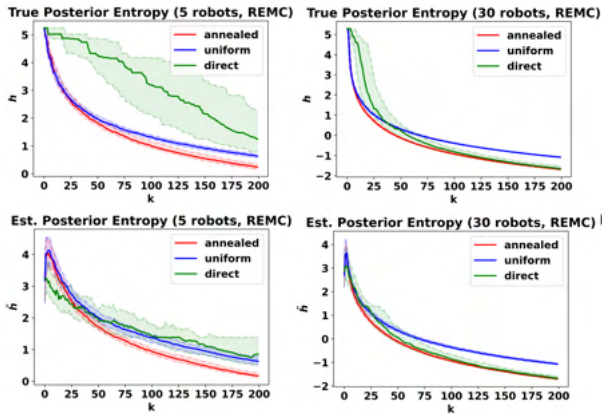 True Posterior Entropy (5 robots, REMC)
5
4
3
2
1
0
h
annealed
uniform
direct
0 25 50 75 100 125 150 175 200
k
True Posterior Entropy (30 robots, REMC)
5
4
3
2
1
0
−1
−2
h
annealed
uniform
direct
0 25 50 75 100 125 150 175 200
k
Est. Posterior Entropy (5 robots, REMC)
4
3
2
1
0
ĥ
annealed
uniform
direct
0 25 50 75 100 125 150 175 200
k
Est. Posterior Entropy (30 robots, REMC)
4
3
2
1
0
−1
−2
ĥ
annealed
uniform
direct
0 25 50 75 100 125 150 175 200
k